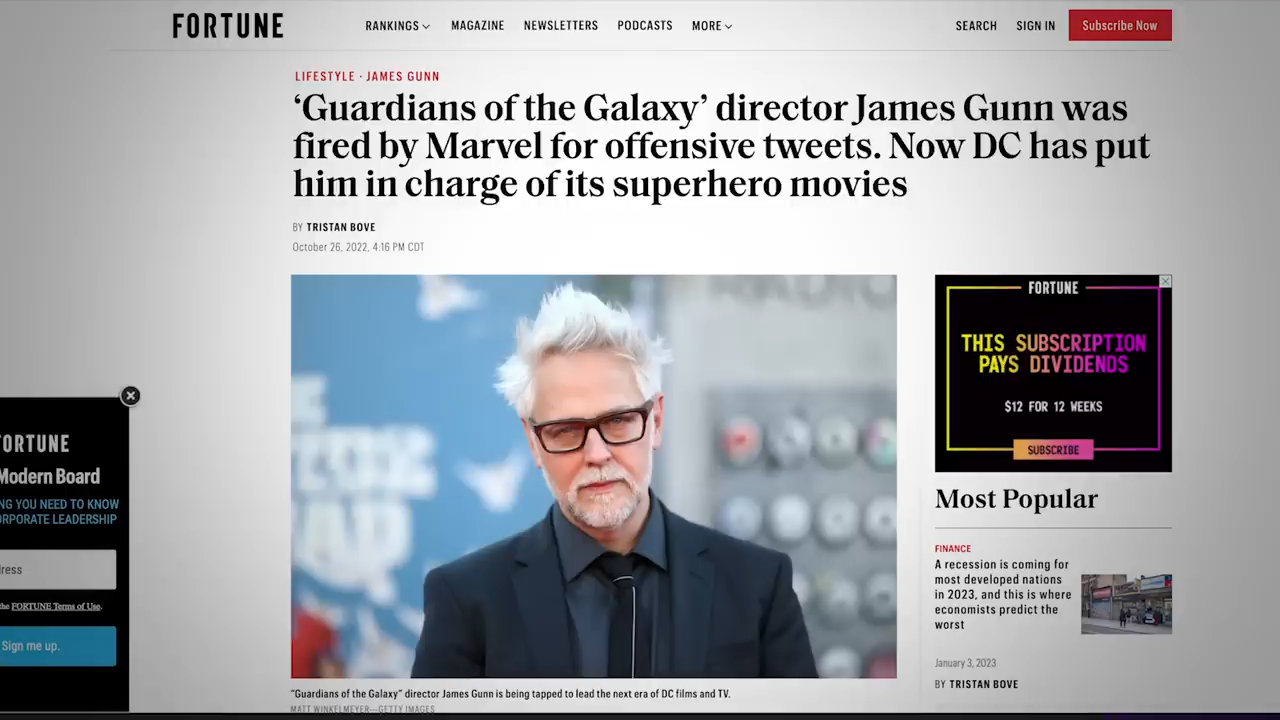 FORTUNE
RANKINGS
MAGAZINE
NEWSLETTERS
PODCASTS
MORE
SEARCH
SIGN IN
Subscribe Now
LIFESTYLE · JAMES GUNN
‘Guardians of the Galaxy’ director James Gunn was
fired by Marvel for offensive tweets. Now DC has put
him in charge of its superhero movies
BY TRISTAN BOVE
October 26, 2022, 4:16 PM CDT
FORTUNE
THIS SUBSCRIPTION
PAYS DIVIDENDS
$12 FOR 12 WEEKS
SUBSCRIBE
Most Popular
FINANCE
A recession is coming for
most developed nations
in 2023, and this is where
economists predict the
worst
January 3, 2023
BY TRISTAN BOVE
FORTUNE
Modern Board
NG YOU NEED TO KNOW
ORPORATE LEADERSHIP
ress
the FORTUNE Terms of Use.
Sign me up.
“Guardians of the Galaxy” director James Gunn is being tapped to lead the next era of DC films and TV.
MATT WINKELMEYER—GETTY IMAGES